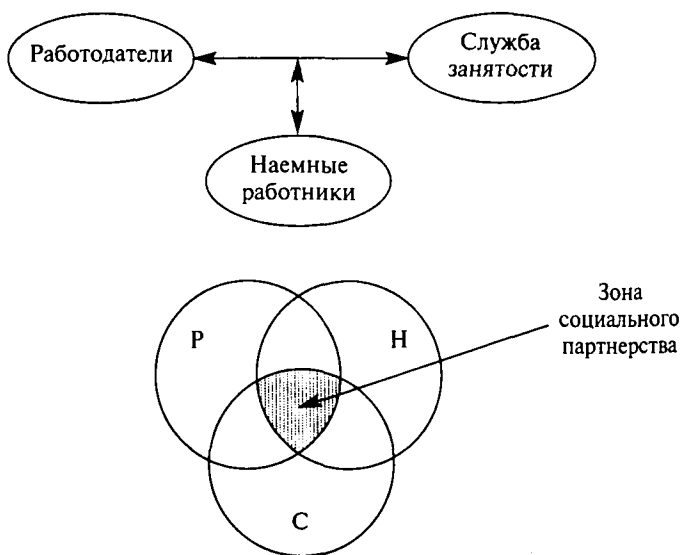 Работодатели
Служба
занятости
Наемные
работники
Зона
социального
партнерства
Р
Н
С